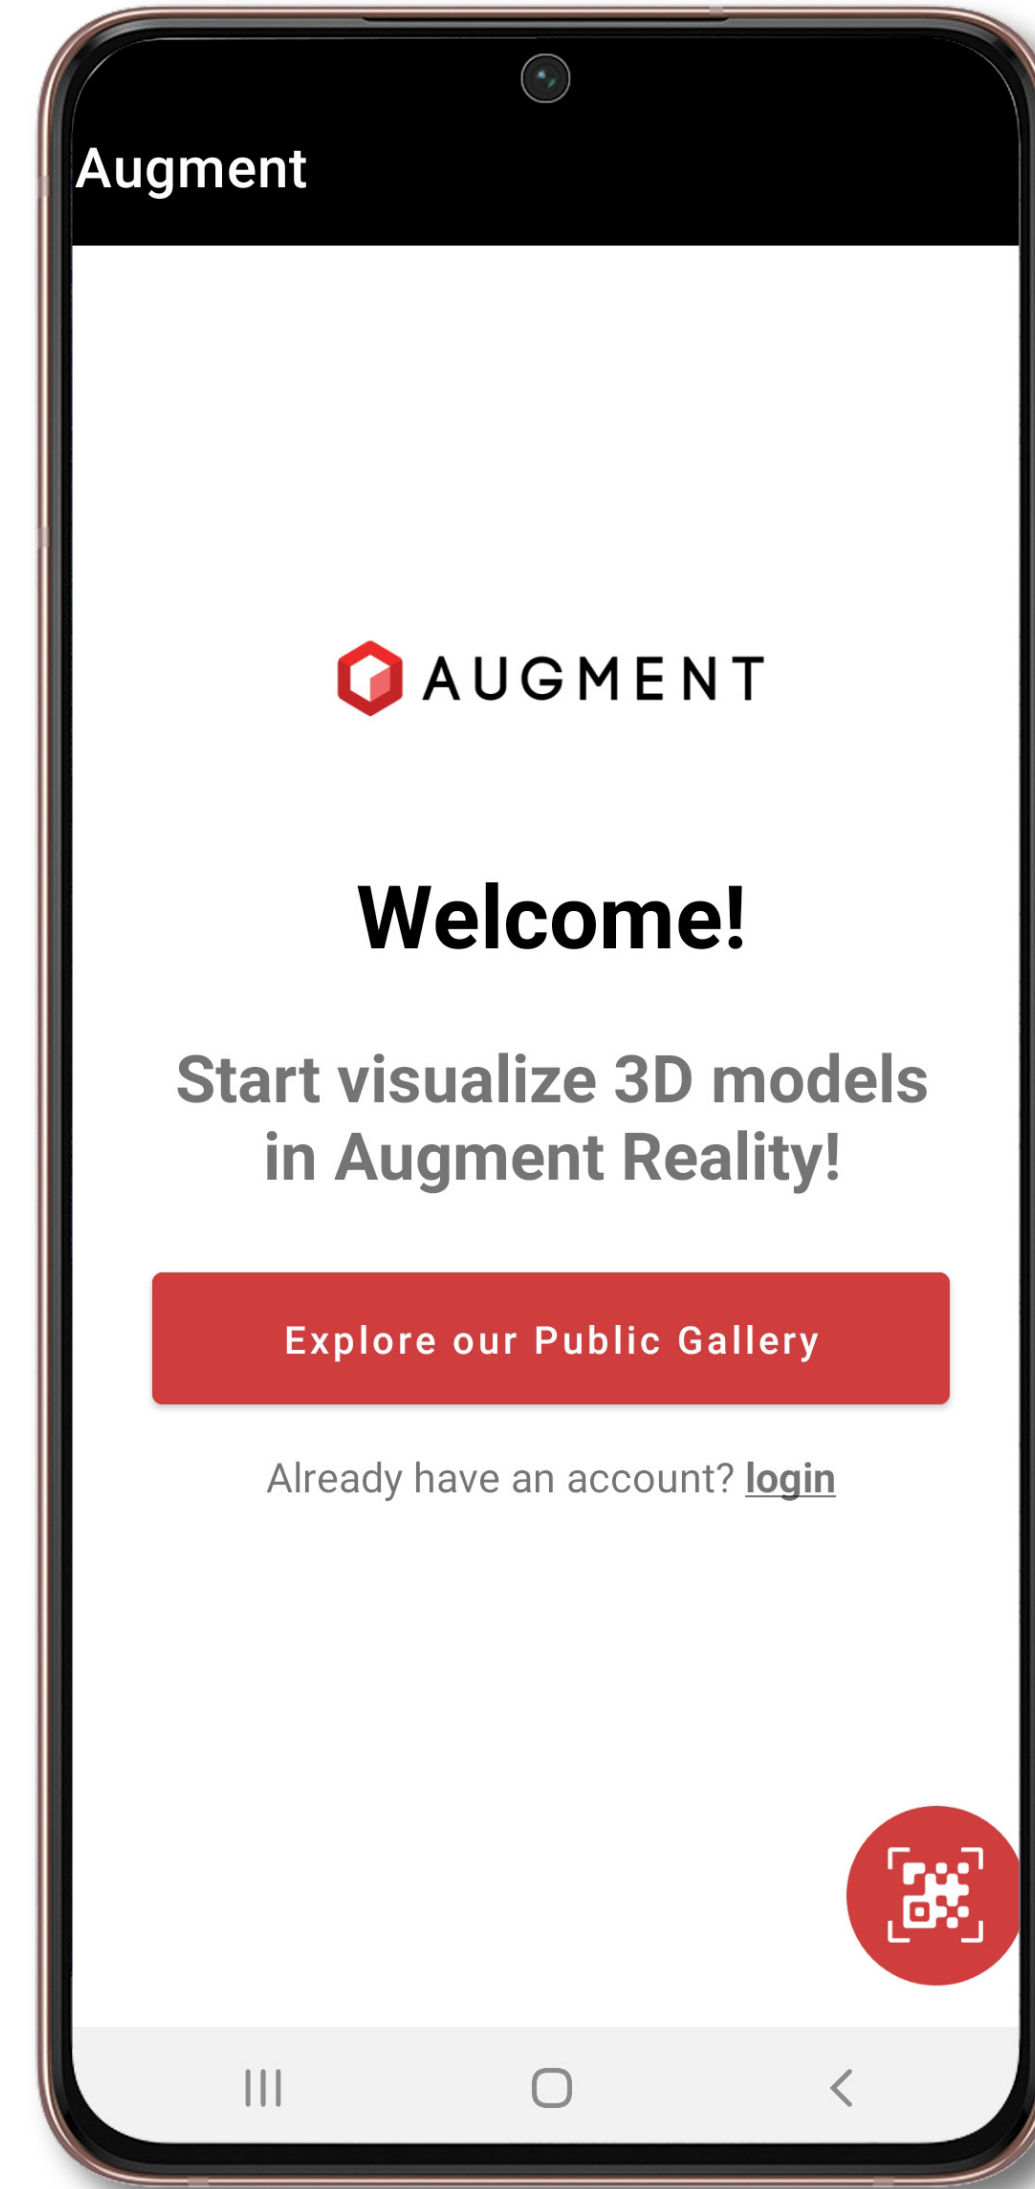 Augment
AUGMENT
Welcome!
Start visualize 3D models
in Augment Reality!
Explore our Public Gallery
Already have an account? login